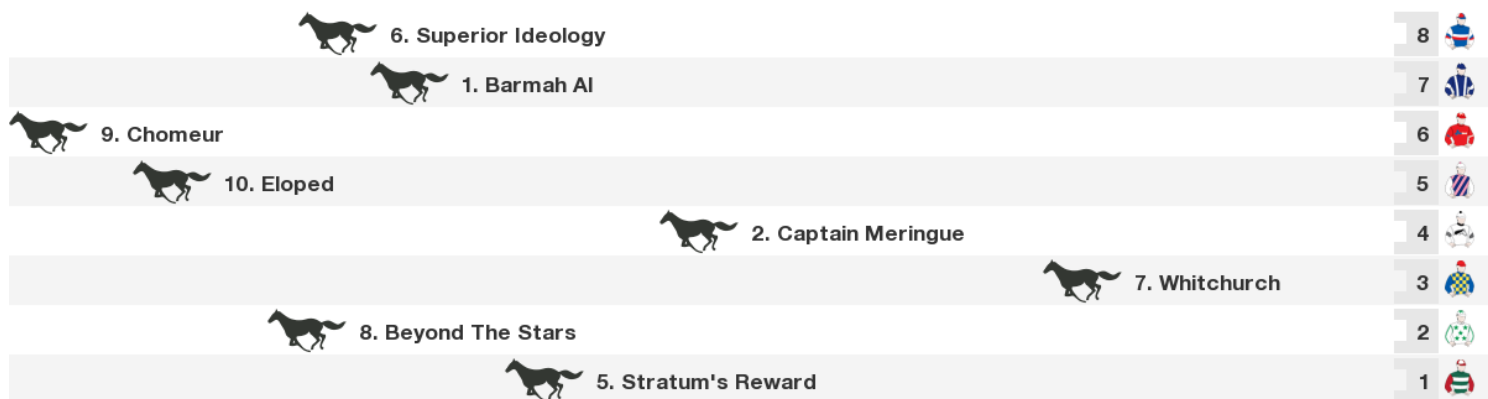 6. Superior Ideology 8
1. Barmah Al 7
9. Chomeur 6
10. Eloped 5
2. Captain Meringue 4
7. Whitchurch 3
8. Beyond The Stars 2
5. Stratum's Reward 1